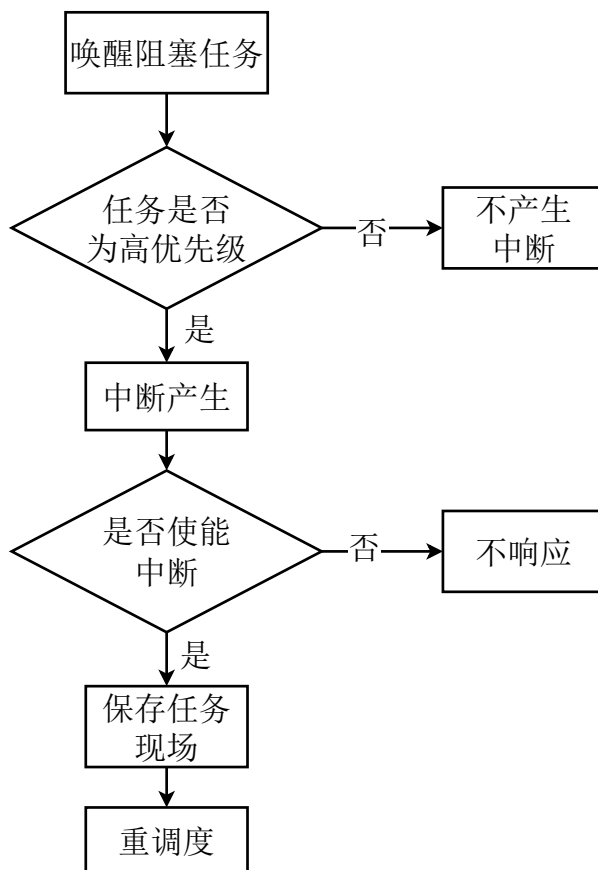 唤醒阻塞任务
任务是否
为高优先级
否
不产生
中断
是
中断产生
是否使能
中断
否
不响应
是
保存任务
现场
重调度